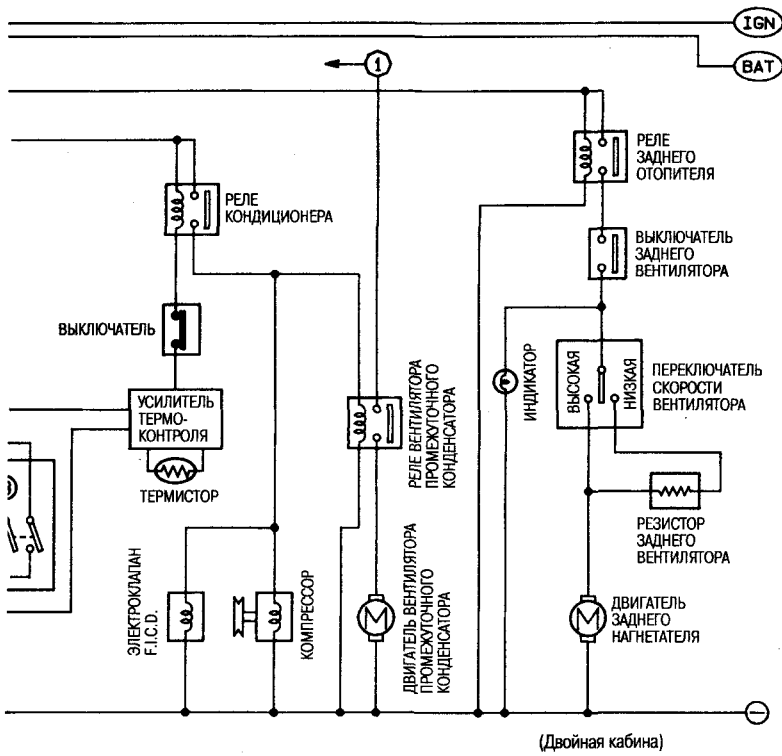 IGN
BAT
1
РЕЛЕ
ЗАДНЕГО
ОТОПИТЕЛЯ
РЕЛЕ
КОНДИЦИОНЕРА
ВЫКЛЮЧАТЕЛЬ
ЗАДНЕГО
ВЕНТИЛЯТОРА
ВЫКЛЮЧАТЕЛЬ
ИНДИКАТОР
ВЫСОКАЯ
НИЗКАЯ
ПЕРЕКЛЮЧАТЕЛЬ
СКОРОСТИ
ВЕНТИЛЯТОРА
УСИЛИТЕЛЬ
ТЕРМО-
КОНТРОЛЯ
РЕЛЕ ВЕНТИЛЯТОРА
ПРОМЕЖУТОЧНОГО
КОНДЕНСАТОРА
ТЕРМИСТОР
РЕЗИСТОР
ЗАДНЕГО
ВЕНТИЛЯТОРА
ЭЛЕКТРОКЛАПАН
F.I.C.D.
КОМПРЕССОР
M
ДВИГАТЕЛЬ ВЕНТИЛЯТОРА
ПРОМЕЖУТОЧНОГО
КОНДЕНСАТОРА
M
ДВИГАТЕЛЬ
ЗАДНЕГО
НАГНЕТАТЕЛЯ
(Двойная кабина)